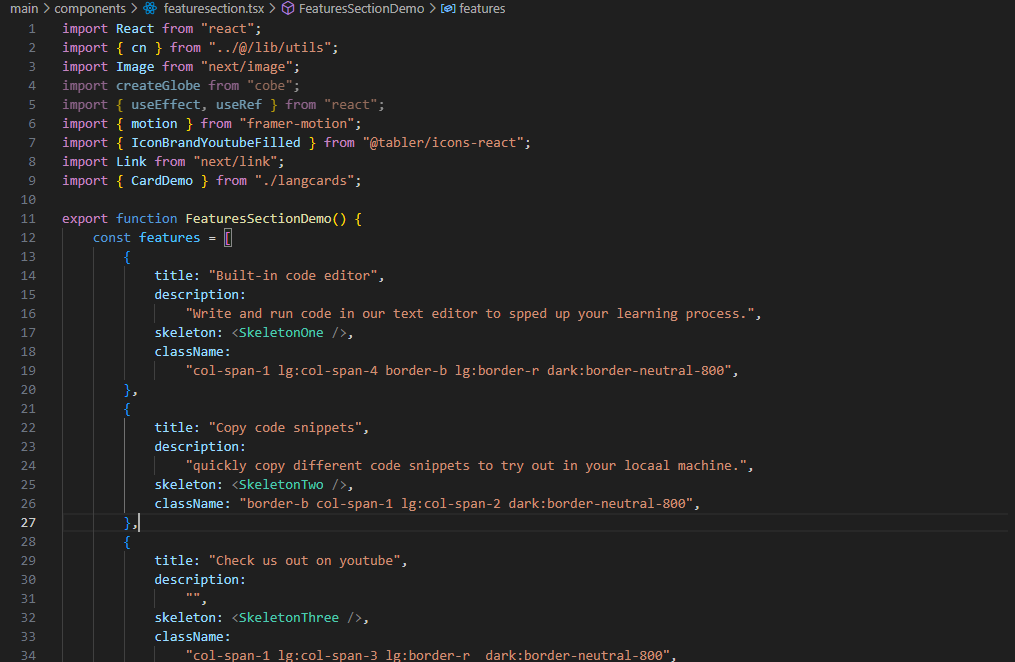 main > components > featuresection.tsx > FeaturesSectionDemo > features
1 import React from "react";
2 import { cn } from "../@/lib/utils";
3 import Image from "next/image";
4 import createGlobe from "cobe";
5 import { useEffect, useRef } from "react";
6 import { motion } from "framer-motion";
7 import { IconBrandYoutubeFilled } from "@tabler/icons-react";
8 import Link from "next/link";
9 import { CardDemo } from "./langcards";
10
11 export function FeaturesSectionDemo() {
12     const features = [
13         {
14             title: "Built-in code editor",
15             description:
16                 "Write and run code in our text editor to spped up your learning process.",
17             skeleton: <SkeletonOne />,
18             className:
19                 "col-span-1 lg:col-span-4 border-b lg:border-r dark:border-neutral-800",
20         },
21         {
22             title: "Copy code snippets",
23             description:
24                 "quickly copy different code snippets to try out in your locaal machine.",
25             skeleton: <SkeletonTwo />,
26             className: "border-b col-span-1 lg:col-span-2 dark:border-neutral-800",
27         },
28         {
29             title: "Check us out on youtube",
30             description:
31                 "",
32             skeleton: <SkeletonThree />,
33             className:
34                 "col-span-1 lg:col-span-3 lg:border-r  dark:border-neutral-800",